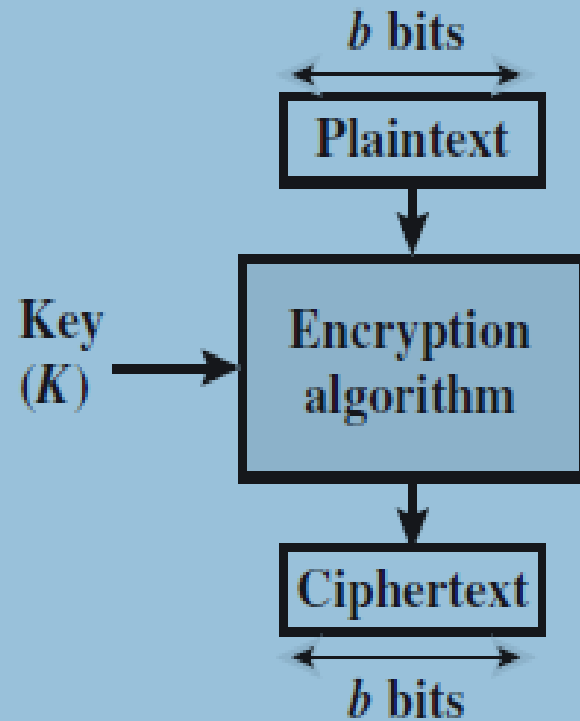 b bits
Plaintext
Key
(K)
Encryption
algorithm
Ciphertext
b bits